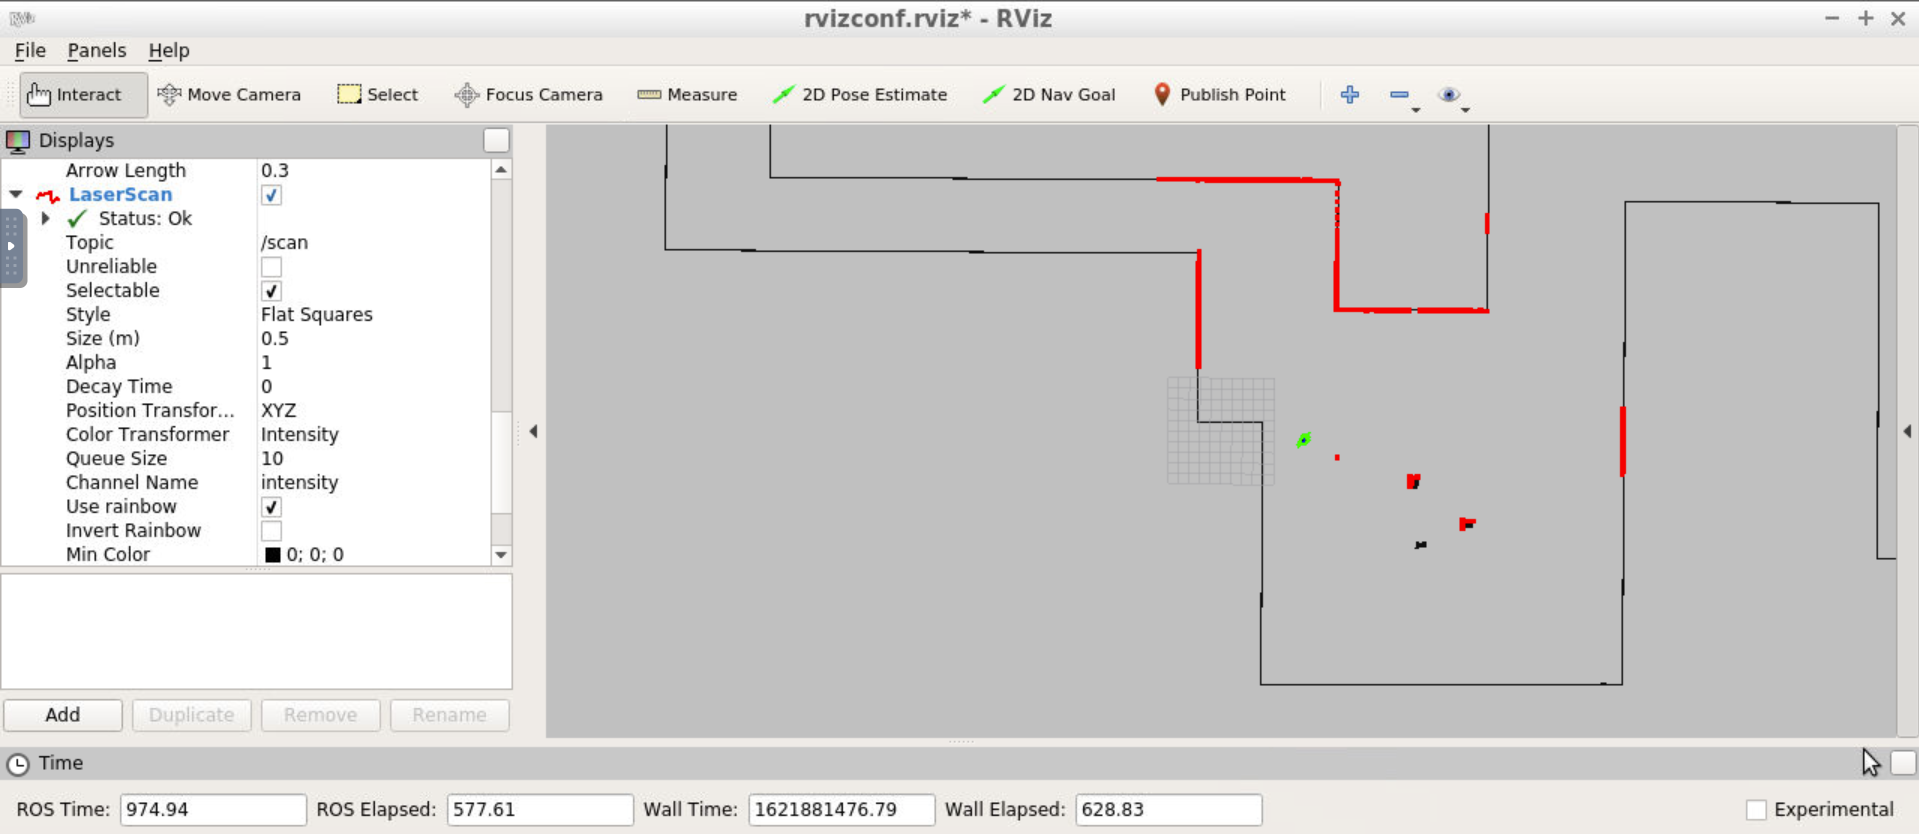 rvizconf.rviz* - RViz
File Panels Help
Interact Move Camera Select Focus Camera Measure 2D Pose Estimate 2D Nav Goal Publish Point
Displays
Arrow Length 0.3
LaserScan
Status: Ok
Topic /scan
Unreliable
Selectable
Style Flat Squares
Size (m) 0.5
Alpha 1
Decay Time 0
Position Transfor... XYZ
Color Transformer Intensity
Queue Size 10
Channel Name intensity
Use rainbow
Invert Rainbow
Min Color 0; 0; 0
Add Duplicate Remove Rename
Time
ROS Time: 974.94 ROS Elapsed: 577.61 Wall Time: 1621881476.79 Wall Elapsed: 628.83 Experimental